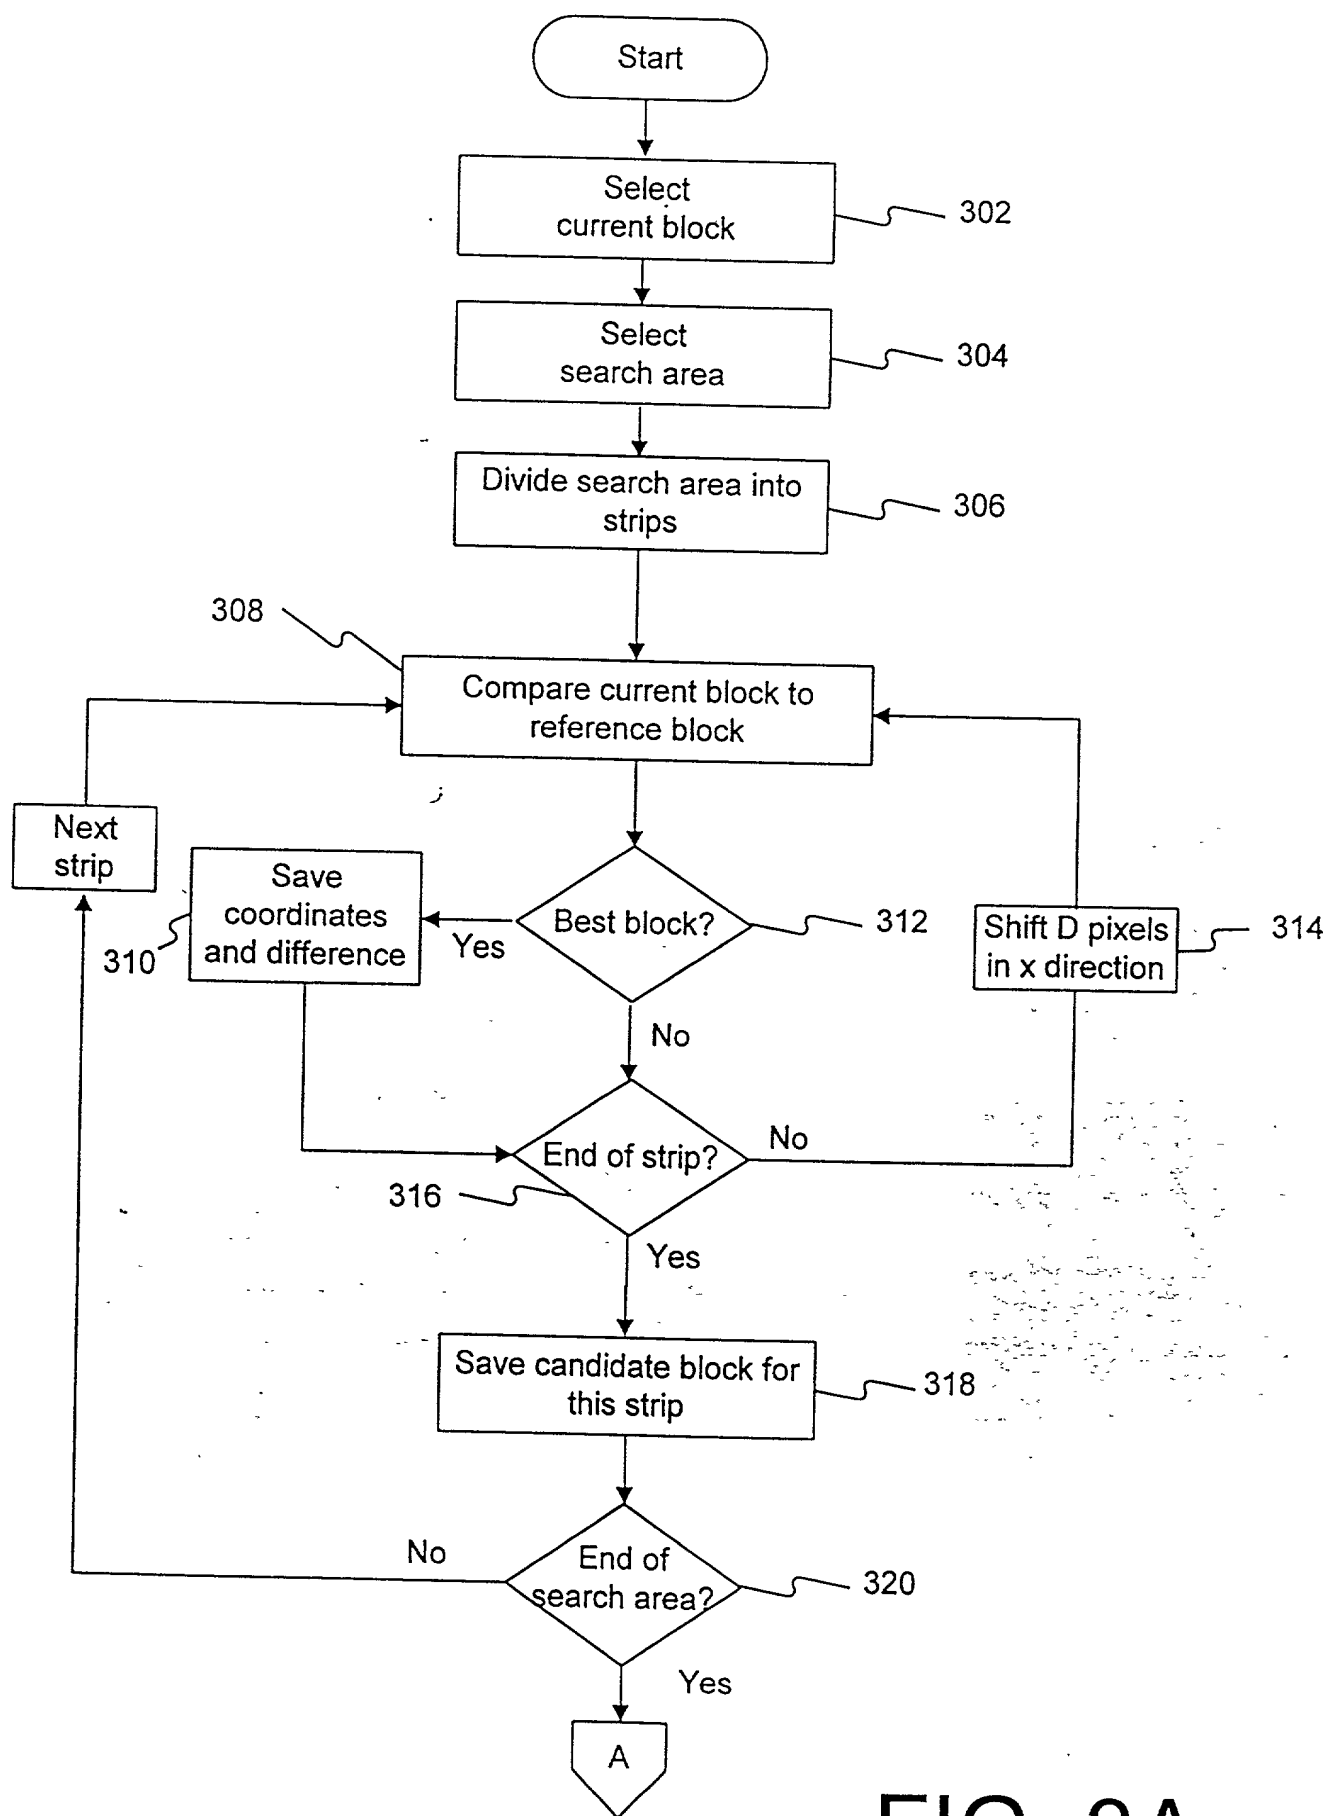 Start
Select
current block
302
Select
search area
304
Divide search area into
strips
306
308
Compare current block to
reference block
Next
strip
Save
coordinates
and difference
310
Yes
Best block?
312
Shift D pixels
in x direction
314
No
End of strip?
No
316
Yes
Save candidate block for
this strip
318
No
End of
search area?
320
Yes
A